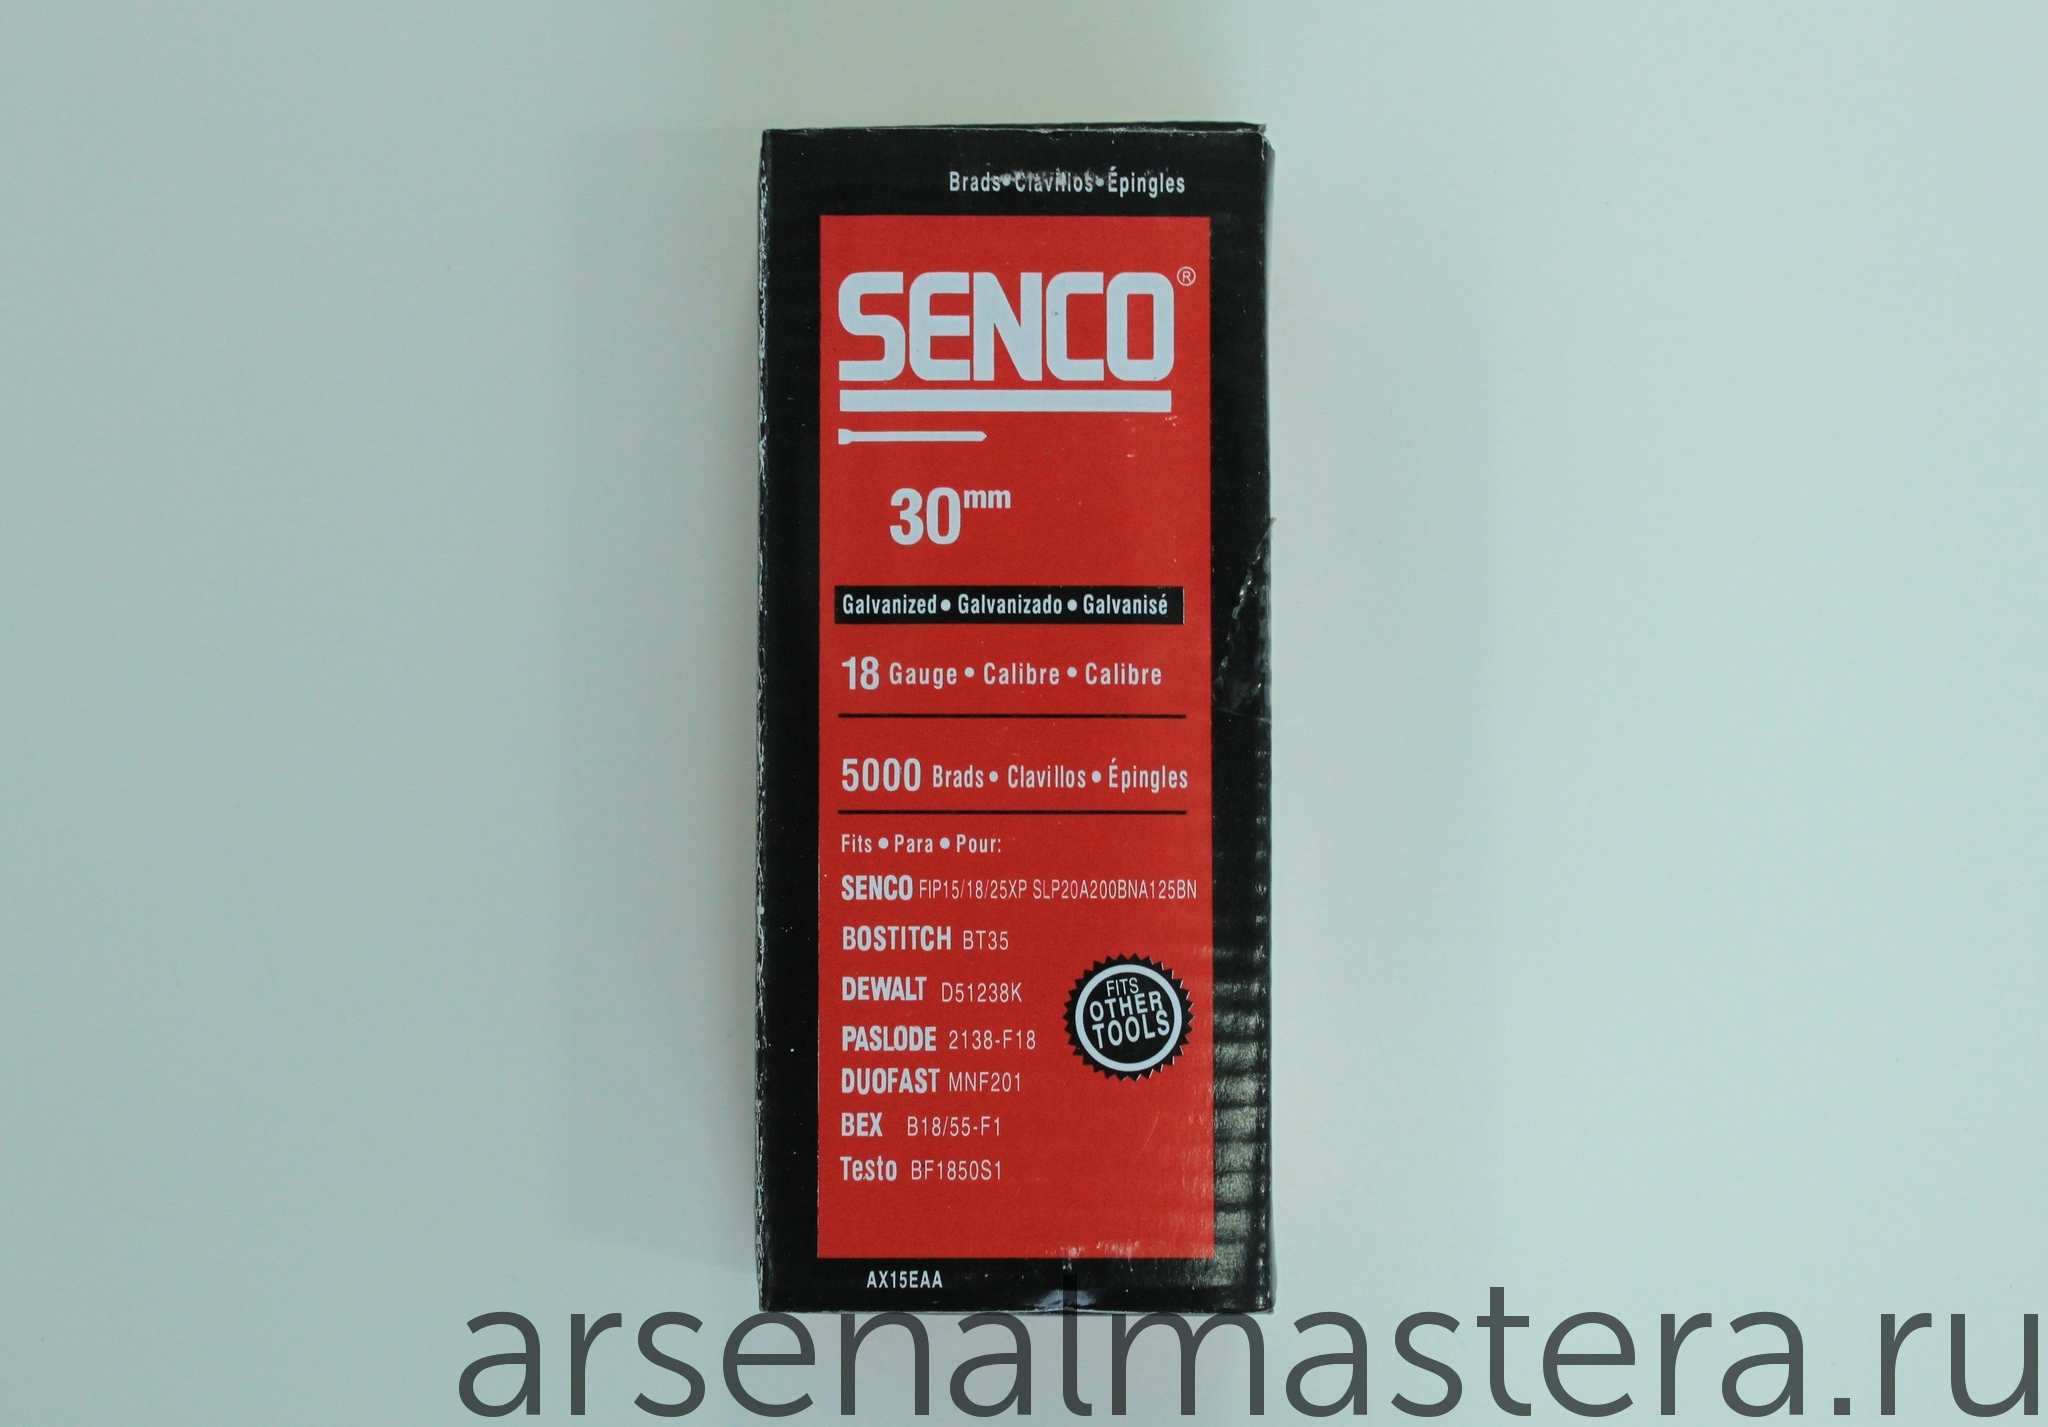 Brads•Clavillos•Épingles
SENCO®
30mm
Galvanized • Galvanizado • Galvanisé
18 Gauge • Calibre • Calibre
5000 Brads • Clavillos • Épingles
Fits • Para • Pour:
SENCO FIP15/18/25XP SLP20A200BNA125BN
BOSTITCH BT35
DEWALT D51238K
PASLODE 2138-F18
DUOFAST MNF201
BEX B18/55-F1
Testo BF1850S1
FITS
OTHER
TOOLS
AX15EAA
arsenalmastera.ru